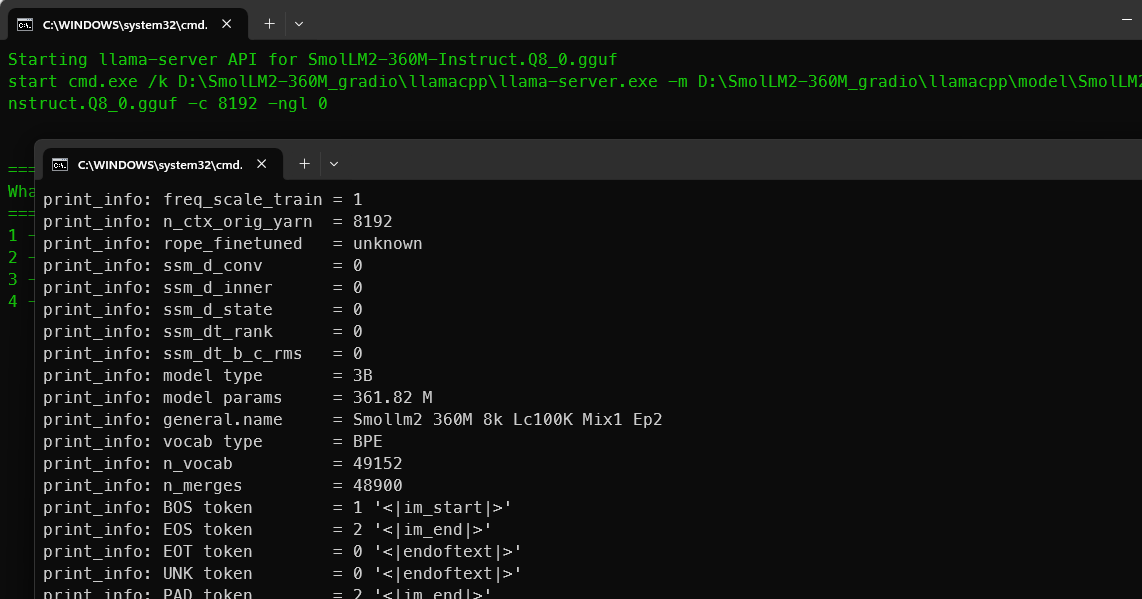 C:\WINDOWS\system32\cmd.
Starting llama-server API for SmolLM2-360M-Instruct.Q8_0.gguf
start cmd.exe /k D:\SmolLM2-360M_gradio\llamacpp\llama-server.exe -m D:\SmolLM2-360M_gradio\llamacpp\model\SmolLM2
nstruct.Q8_0.gguf -c 8192 -ngl 0
===
Wha
===
1 -
2 -
3 -
4 -
C:\WINDOWS\system32\cmd.
print_info: freq_scale_train = 1
print_info: n_ctx_orig_yarn  = 8192
print_info: rope_finetuned   = unknown
print_info: ssm_d_conv       = 0
print_info: ssm_d_inner      = 0
print_info: ssm_d_state      = 0
print_info: ssm_dt_rank      = 0
print_info: ssm_dt_b_c_rms   = 0
print_info: model type       = 3B
print_info: model params     = 361.82 M
print_info: general.name     = Smollm2 360M 8k Lc100K Mix1 Ep2
print_info: vocab type       = BPE
print_info: n_vocab          = 49152
print_info: n_merges         = 48900
print_info: BOS token        = 1 '<|im_start|>'
print_info: EOS token        = 2 '<|im_end|>'
print_info: EOT token        = 0 '<|endoftext|>'
print_info: UNK token        = 0 '<|endoftext|>'
print_info: PAD token        = 2 '<|im_end|>'